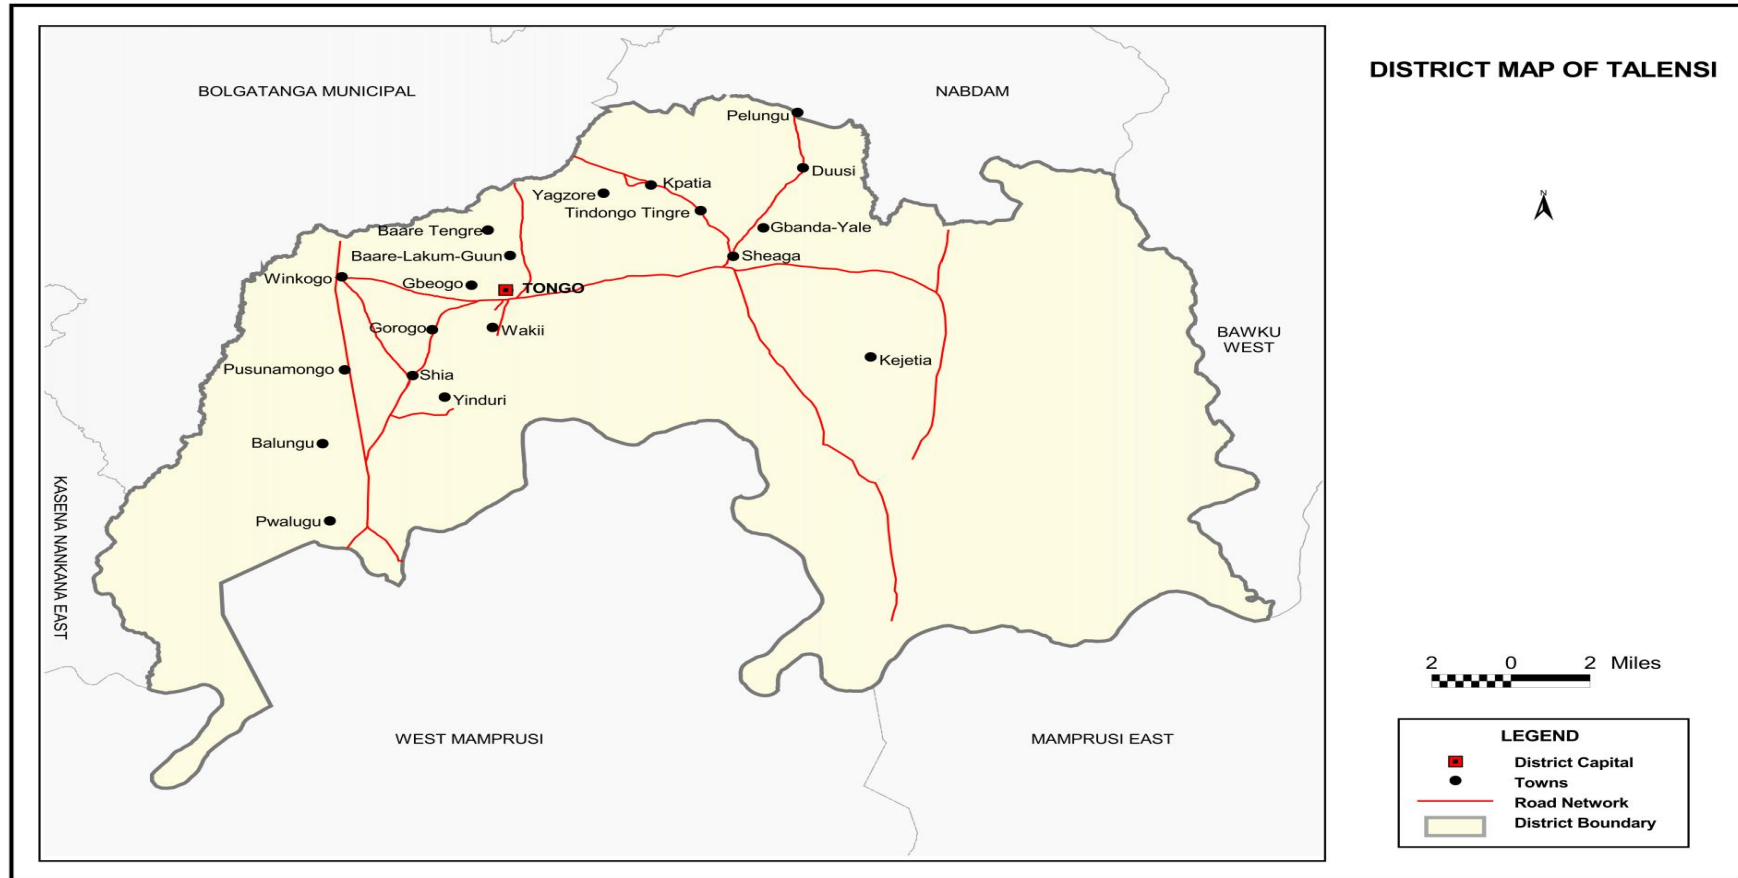 DISTRICT MAP OF TALENSI
BOLGATANGA MUNICIPAL
NABDAM
Pelungu
Duusi
Kpatia
Yagzore
Tindongo Tingre
Gbanda-Yale
Baare Tengre
Baare-Lakum-Guun
Sheaga
Winkogo
Gbeogo
TONGO
Gorogo
Wakii
BAWKU
WEST
Kejetia
Pusunamongo
Shia
Yinduri
Balungu
KASENA NANKANA EAST
Pwalugu
WEST MAMPRUSI
MAMPRUSI EAST
N
2 0 2 Miles
LEGEND
District Capital
Towns
Road Network
District Boundary